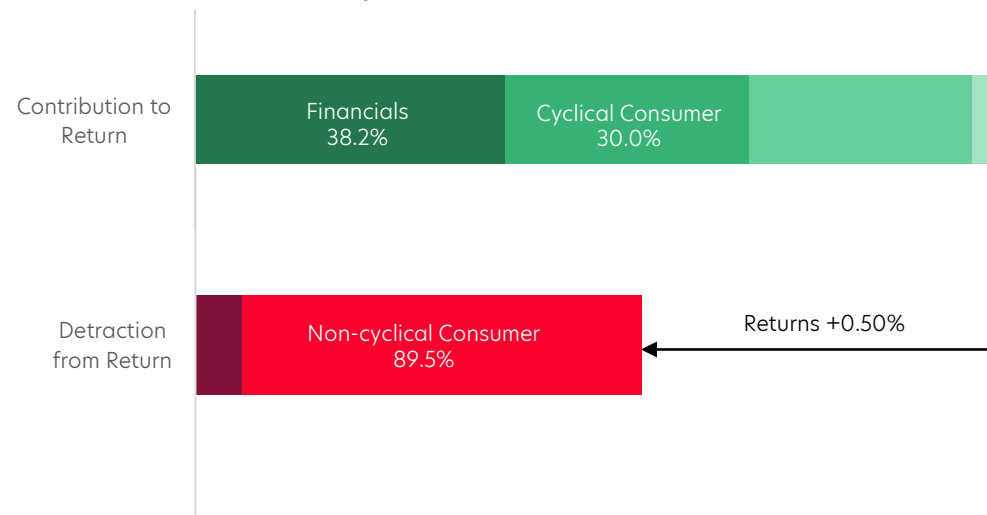 Contribution to
Return
Financials
38.2%
Cyclical Consumer
30.0%
Detraction
from Return
Non-cyclical Consumer
89.5%
Returns +0.50%